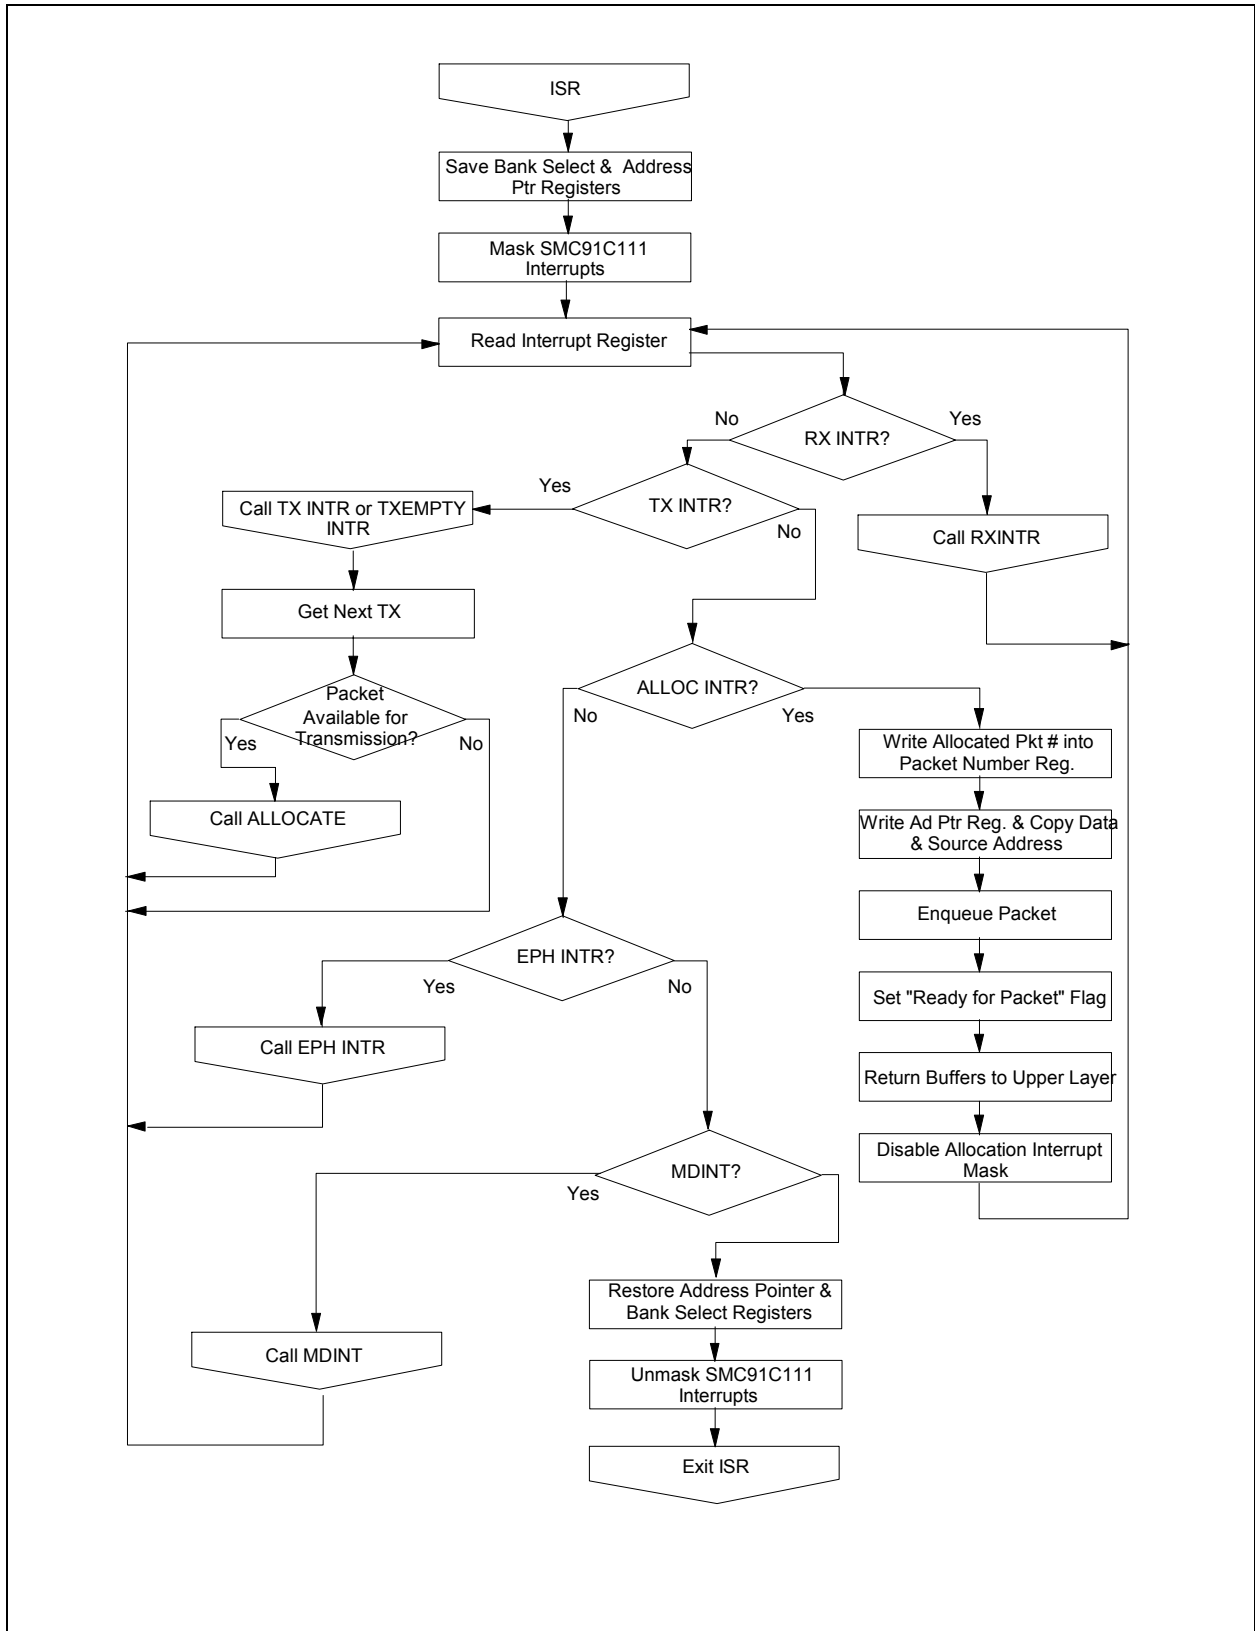 ISR
Save Bank Select & Address
Ptr Registers
Mask SMC91C111
Interrupts
Read Interrupt Register
No
Yes
RX INTR?
Yes
TX INTR?
No
Call TX INTR or TXEMPTY
INTR
Call RXINTR
Get Next TX
ALLOC INTR?
No
Yes
Packet
Available for
Transmission?
Yes
No
Write Allocated Pkt # into
Packet Number Reg.
Call ALLOCATE
Write Ad Ptr Reg. & Copy Data
& Source Address
Enqueue Packet
EPH INTR?
Yes
No
Set "Ready for Packet" Flag
Call EPH INTR
Return Buffers to Upper Layer
Disable Allocation Interrupt
Mask
MDINT?
Yes
Restore Address Pointer &
Bank Select Registers
Call MDINT
Unmask SMC91C111
Interrupts
Exit ISR